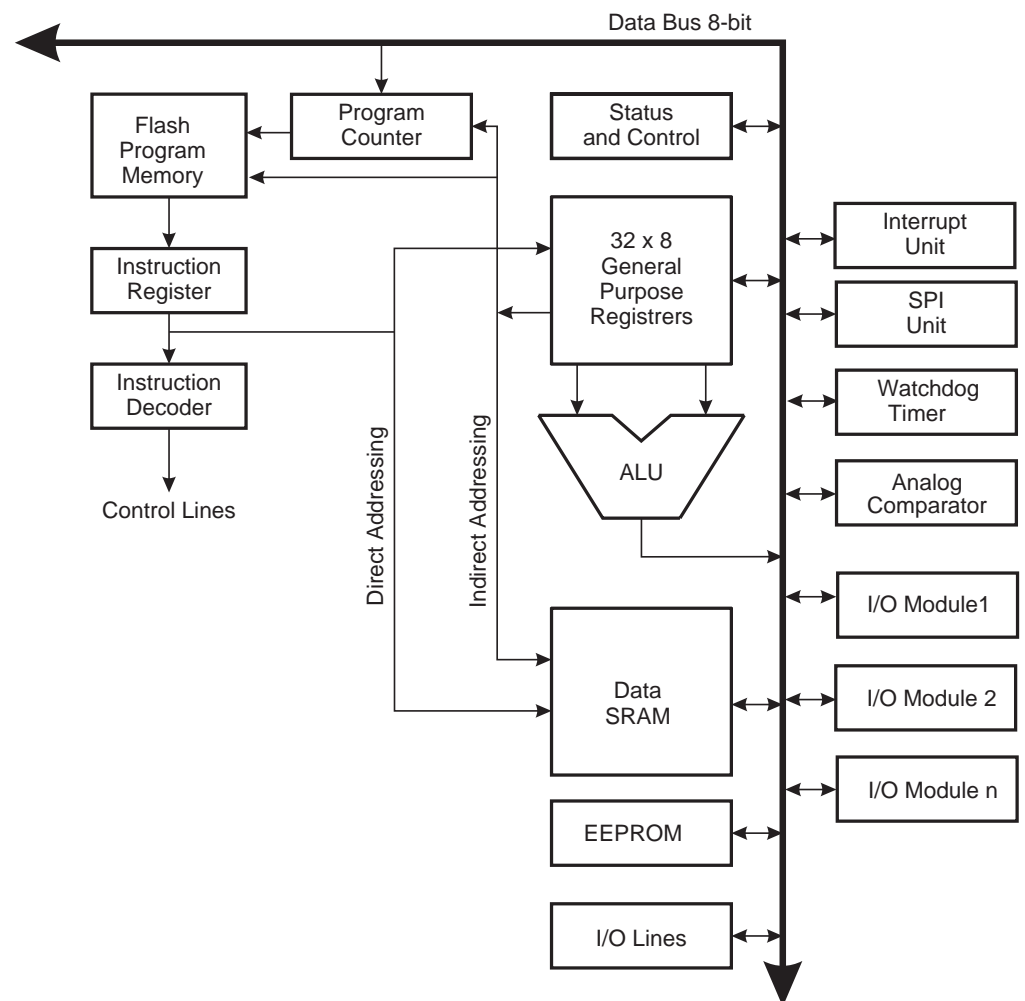 Data Bus 8-bit
Flash
Program
Memory
Program
Counter
Status
and Control
Instruction
Register
32 x 8
General
Purpose
Registrers
Interrupt
Unit
SPI
Unit
Instruction
Decoder
Watchdog
Timer
Control Lines
Direct Addressing
Indirect Addressing
ALU
Analog
Comparator
I/O Module1
Data
SRAM
I/O Module 2
I/O Module n
EEPROM
I/O Lines